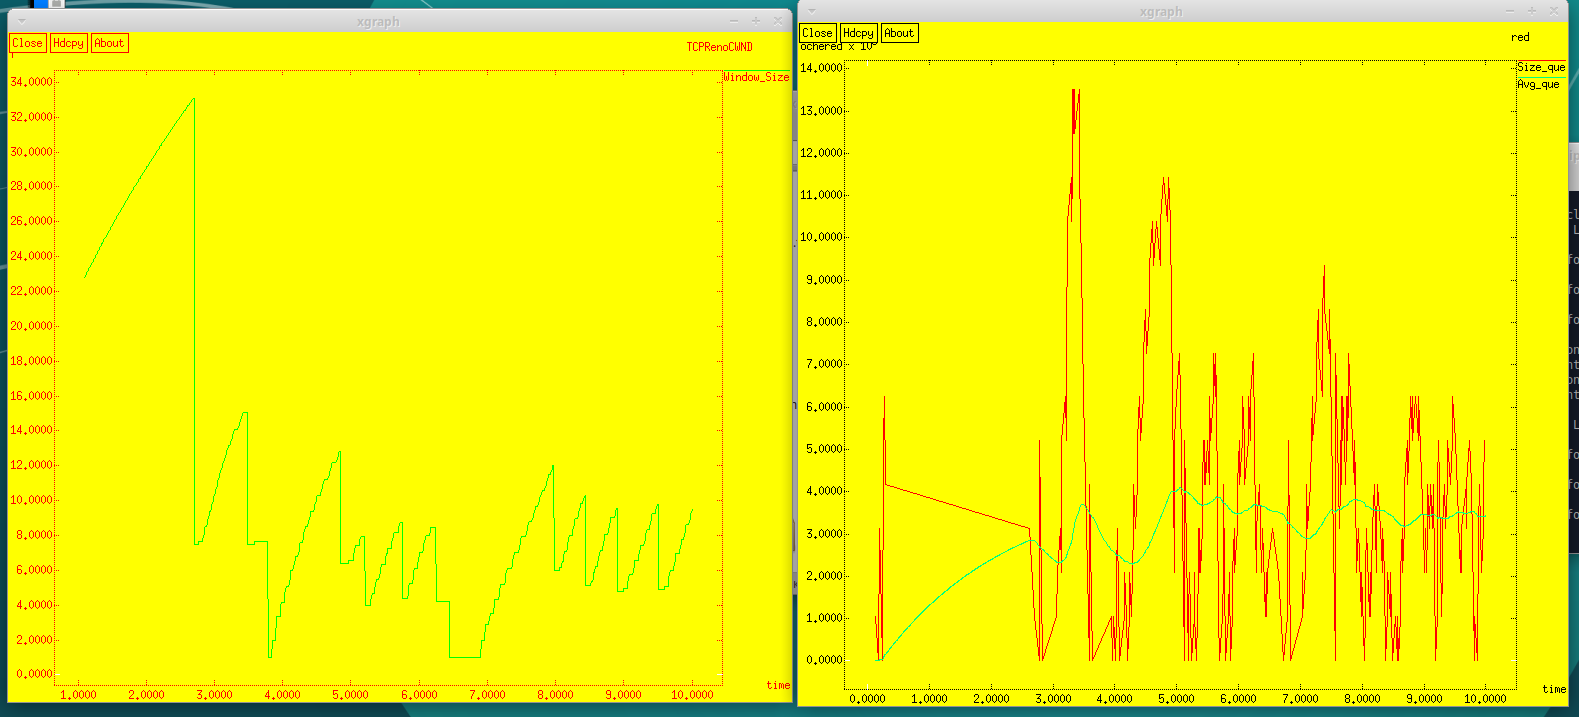 xgraph
Close Hdcpy About
TCPRenoCWND
Window_Size
34.0000
32.0000
30.0000
28.0000
26.0000
24.0000
22.0000
20.0000
18.0000
16.0000
14.0000
12.0000
10.0000
8.0000
6.0000
4.0000
2.0000
0.0000
1.0000 2.0000 3.0000 4.0000 5.0000 6.0000 7.0000 8.0000 9.0000 10.0000
time
xgraph
Close Hdcpy About
red
ochered x 10
Size_que
Avg_que
14.0000
13.0000
12.0000
11.0000
10.0000
9.0000
8.0000
7.0000
6.0000
5.0000
4.0000
3.0000
2.0000
1.0000
0.0000
0.0000 1.0000 2.0000 3.0000 4.0000 5.0000 6.0000 7.0000 8.0000 9.0000 10.0000
time